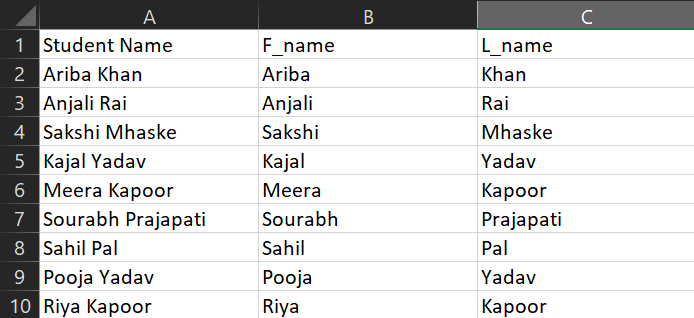 A B C
1 Student Name F_name L_name
2 Ariba Khan Ariba Khan
3 Anjali Rai Anjali Rai
4 Sakshi Mhaske Sakshi Mhaske
5 Kajal Yadav Kajal Yadav
6 Meera Kapoor Meera Kapoor
7 Sourabh Prajapati Sourabh Prajapati
8 Sahil Pal Sahil Pal
9 Pooja Yadav Pooja Yadav
10 Riya Kapoor Riya Kapoor